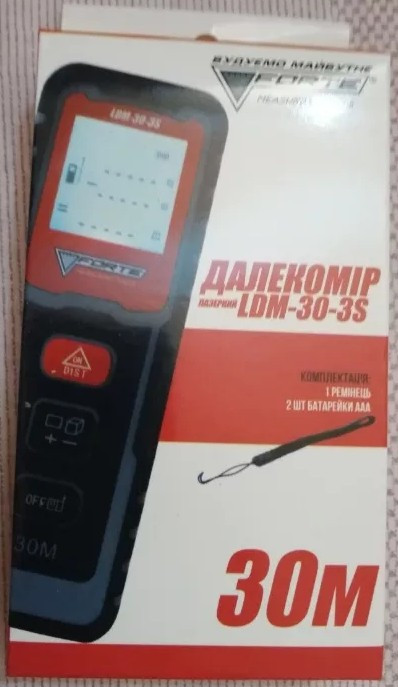 БУДУЄМО МАЙБУТНЄ
FORTE
LDM-30-3S
FORTE
ДАЛЕКОМІР
ЛАЗЕРНИЙ LDM-30-3S
КОМПЛЕКТАЦІЯ:
1 РЕМІНЕЦЬ
2 ШТ БАТАРЕЙКИ ААА
ON
DIST
+ −
OFF
30M
30М